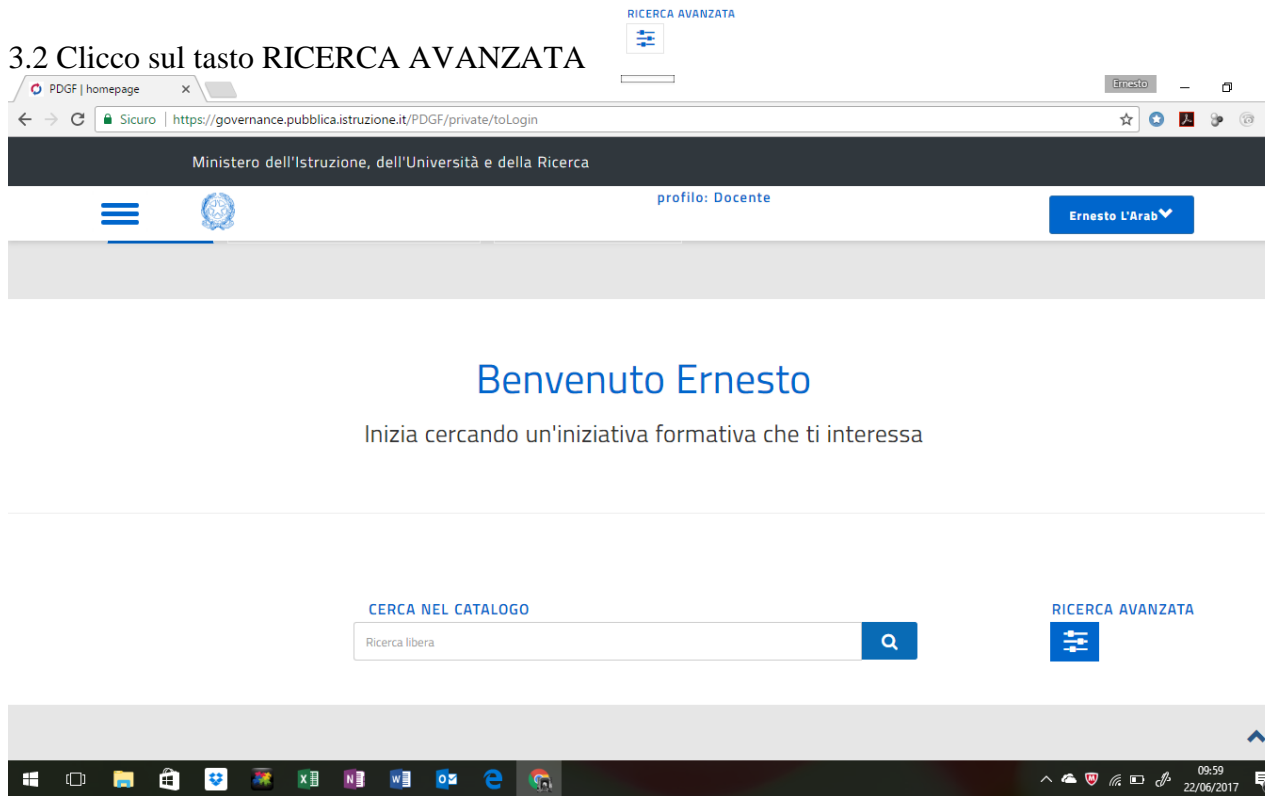 RICERCA AVANZATA
3.2 Clicco sul tasto RICERCA AVANZATA
PDGF | homepage
Ernesto
Sicuro | https://governance.pubblica.istruzione.it/PDGF/private/toLogin
Ministero dell'Istruzione, dell'Università e della Ricerca
profilo: Docente
Ernesto L'Arab
Benvenuto Ernesto
Inizia cercando un'iniziativa formativa che ti interessa
CERCA NEL CATALOGO
RICERCA AVANZATA
Ricerca libera
09:59
22/06/2017